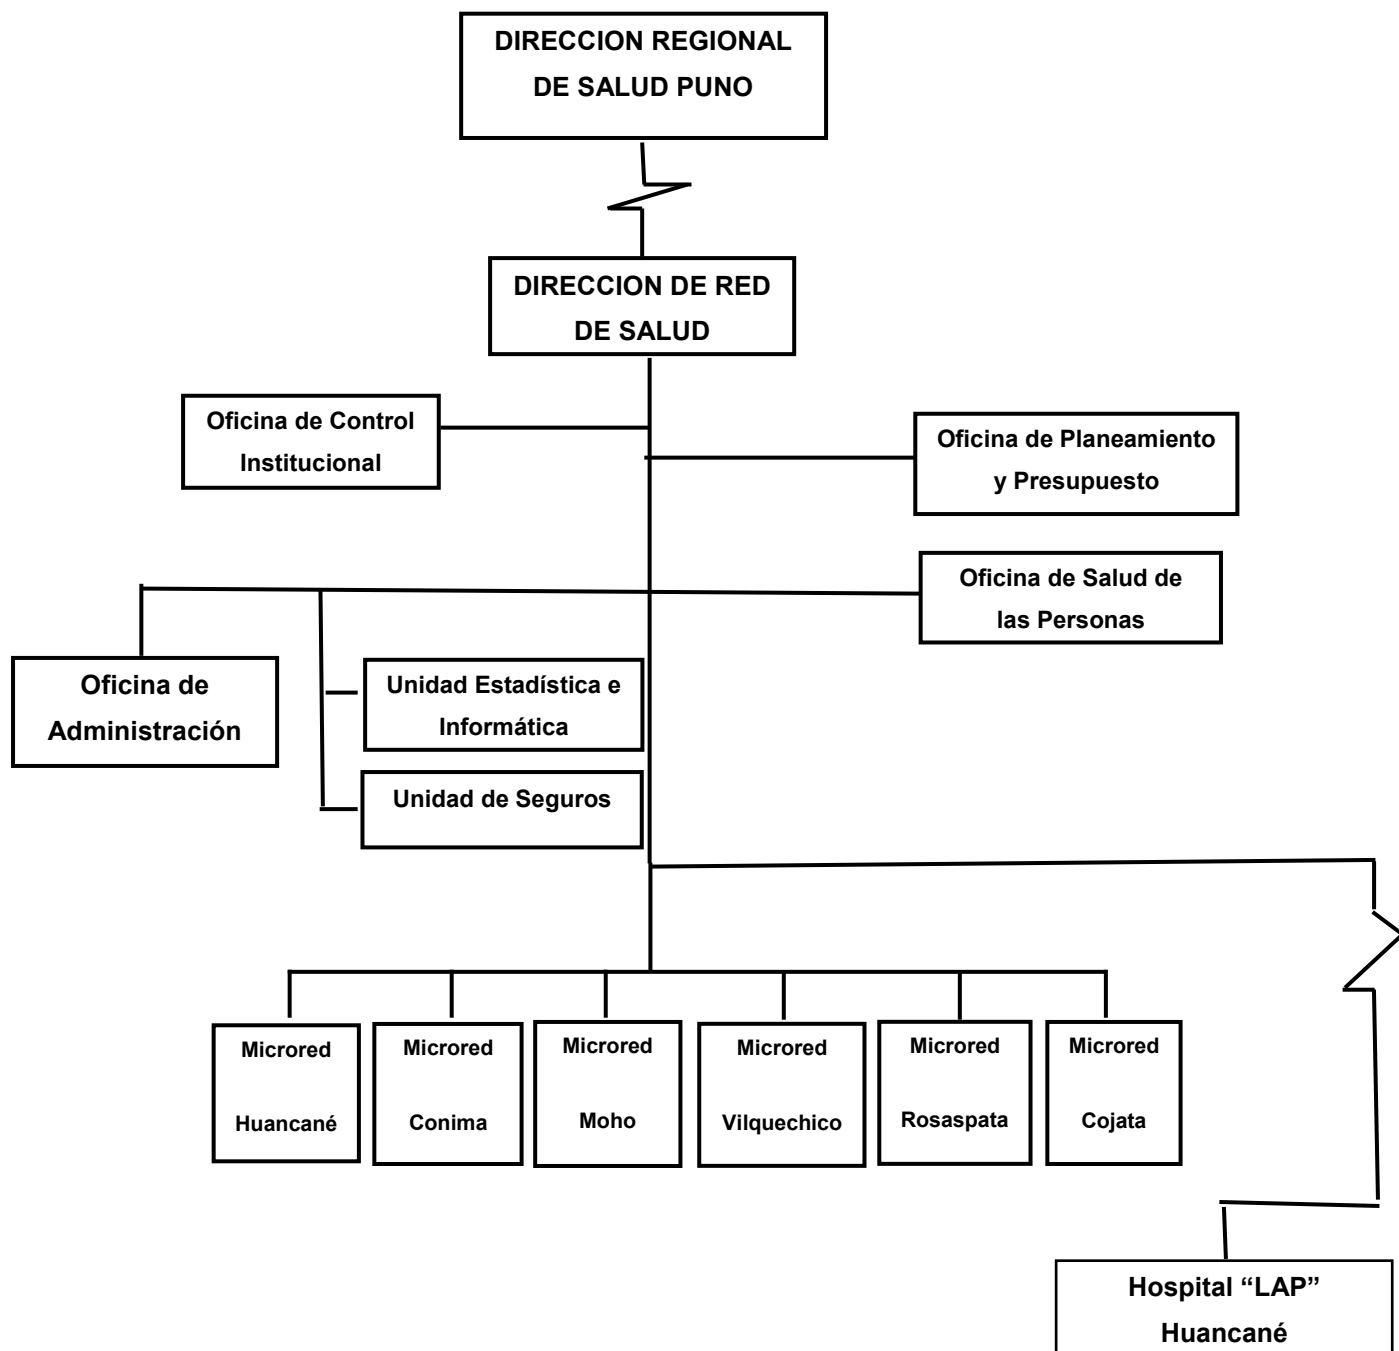 DIRECCION REGIONAL
DE SALUD PUNO
DIRECCION DE RED
DE SALUD
Oficina de Control
Institucional
Oficina de Planeamiento
y Presupuesto
Oficina de Salud de
las Personas
Oficina de
Administración
Unidad Estadística e
Informática
Unidad de Seguros
Microred
Huancané
Microred
Conima
Microred
Moho
Microred
Vilquechico
Microred
Rosaspata
Microred
Cojata
Hospital “LAP”
Huancané